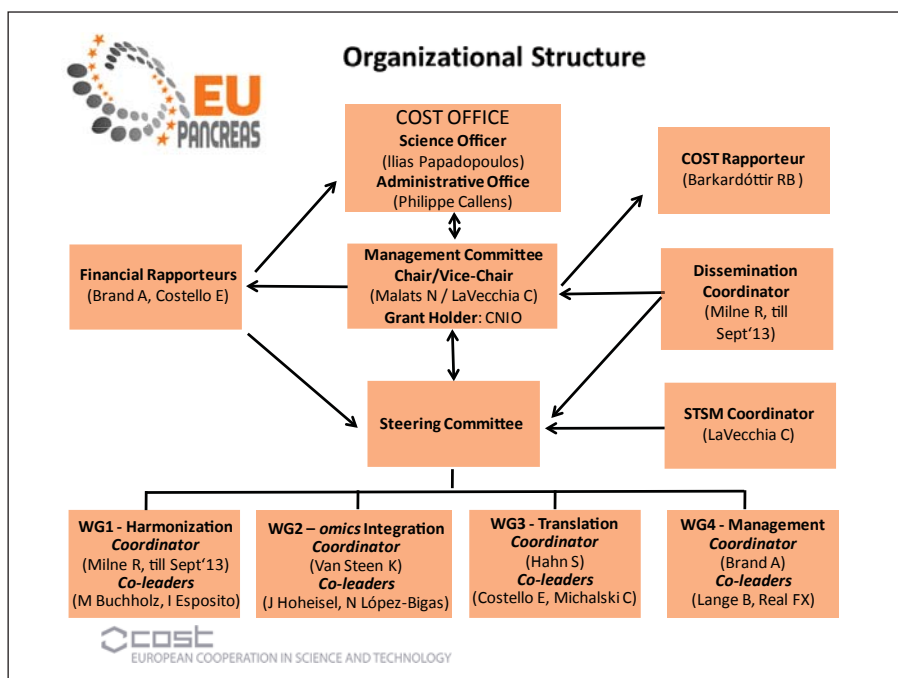 EU
PANCREAS
Organizational Structure
COST OFFICE
Science Officer
(Ilias Papadopoulos)
Administrative Office
(Philippe Callens)
COST Rapporteur
(Barkardóttir RB )
Financial Rapporteurs
(Brand A, Costello E)
Management Committee
Chair/Vice-Chair
(Malats N / LaVecchia C)
Grant Holder: CNIO
Dissemination
Coordinator
(Milne R, till
Sept‘13)
Steering Committee
STSM Coordinator
(LaVecchia C)
WG1 - Harmonization
Coordinator
(Milne R, till Sept‘13)
Co-leaders
(M Buchholz, I Esposito)
WG2 – omics Integration
Coordinator
(Van Steen K)
Co-leaders
(J Hoheisel, N López-Bigas)
WG3 - Translation
Coordinator
(Hahn S)
Co-leaders
(Costello E, Michalski C)
WG4 - Management
Coordinator
(Brand A)
Co-leaders
(Lange B, Real FX)
cost
EUROPEAN COOPERATION IN SCIENCE AND TECHNOLOGY